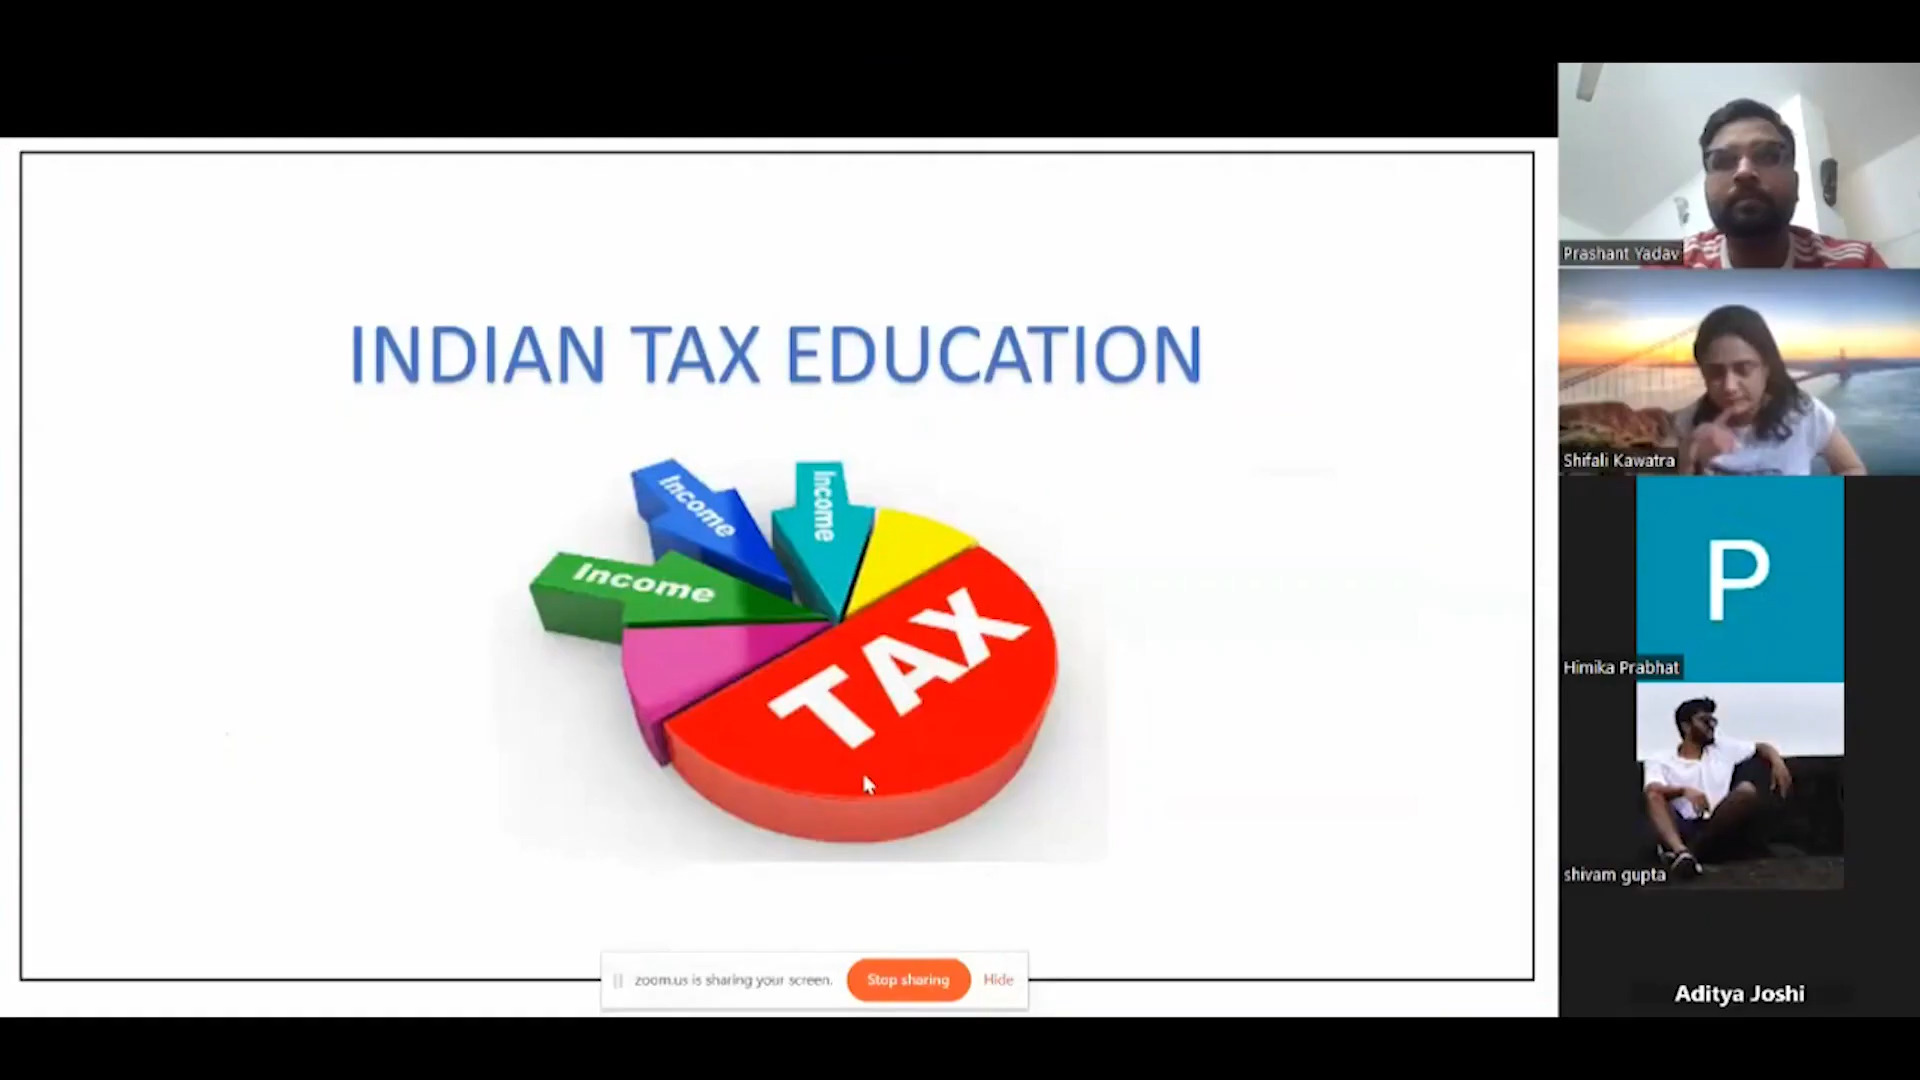 INDIAN TAX EDUCATION
Income
Income
Income
TAX
zoom.us is sharing your screen.
Stop sharing
Hide
Prashant Yadav
Shifali Kawatra
P
Himika Prabhat
shivam gupta
Aditya Joshi